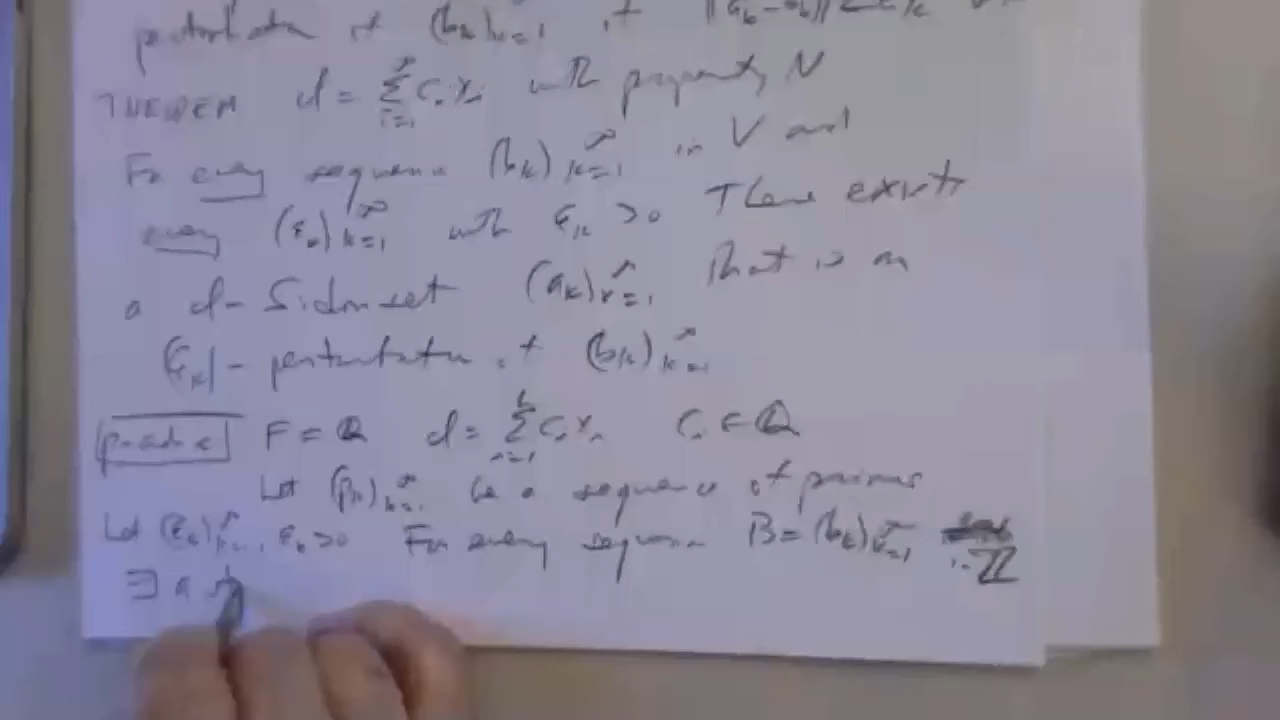 perturbation of (b_k)_{k=1}^∞ if ||a_k - b_k|| < ε_k
THEOREM φ = Σ_{i=1}^h c_i x_i with property N
For every sequence (b_k)_{k=1}^∞ in V and
every (ε_k)_{k=1}^∞ with ε_k > 0 There exists
a φ-Sidon set (a_k)_{k=1}^∞ that is an
(ε_k)-perturbation of (b_k)_{k=1}^∞
p-adic F = Q φ = Σ_{i=1}^h c_i x_i c_i ∈ Q
Let (p_k)_{k=1}^∞ be a sequence of primes
Let (ε_k)_{k=1}^∞, ε_k > 0 For every sequence B = (b_k)_{k=1}^∞ in Z
∃ a